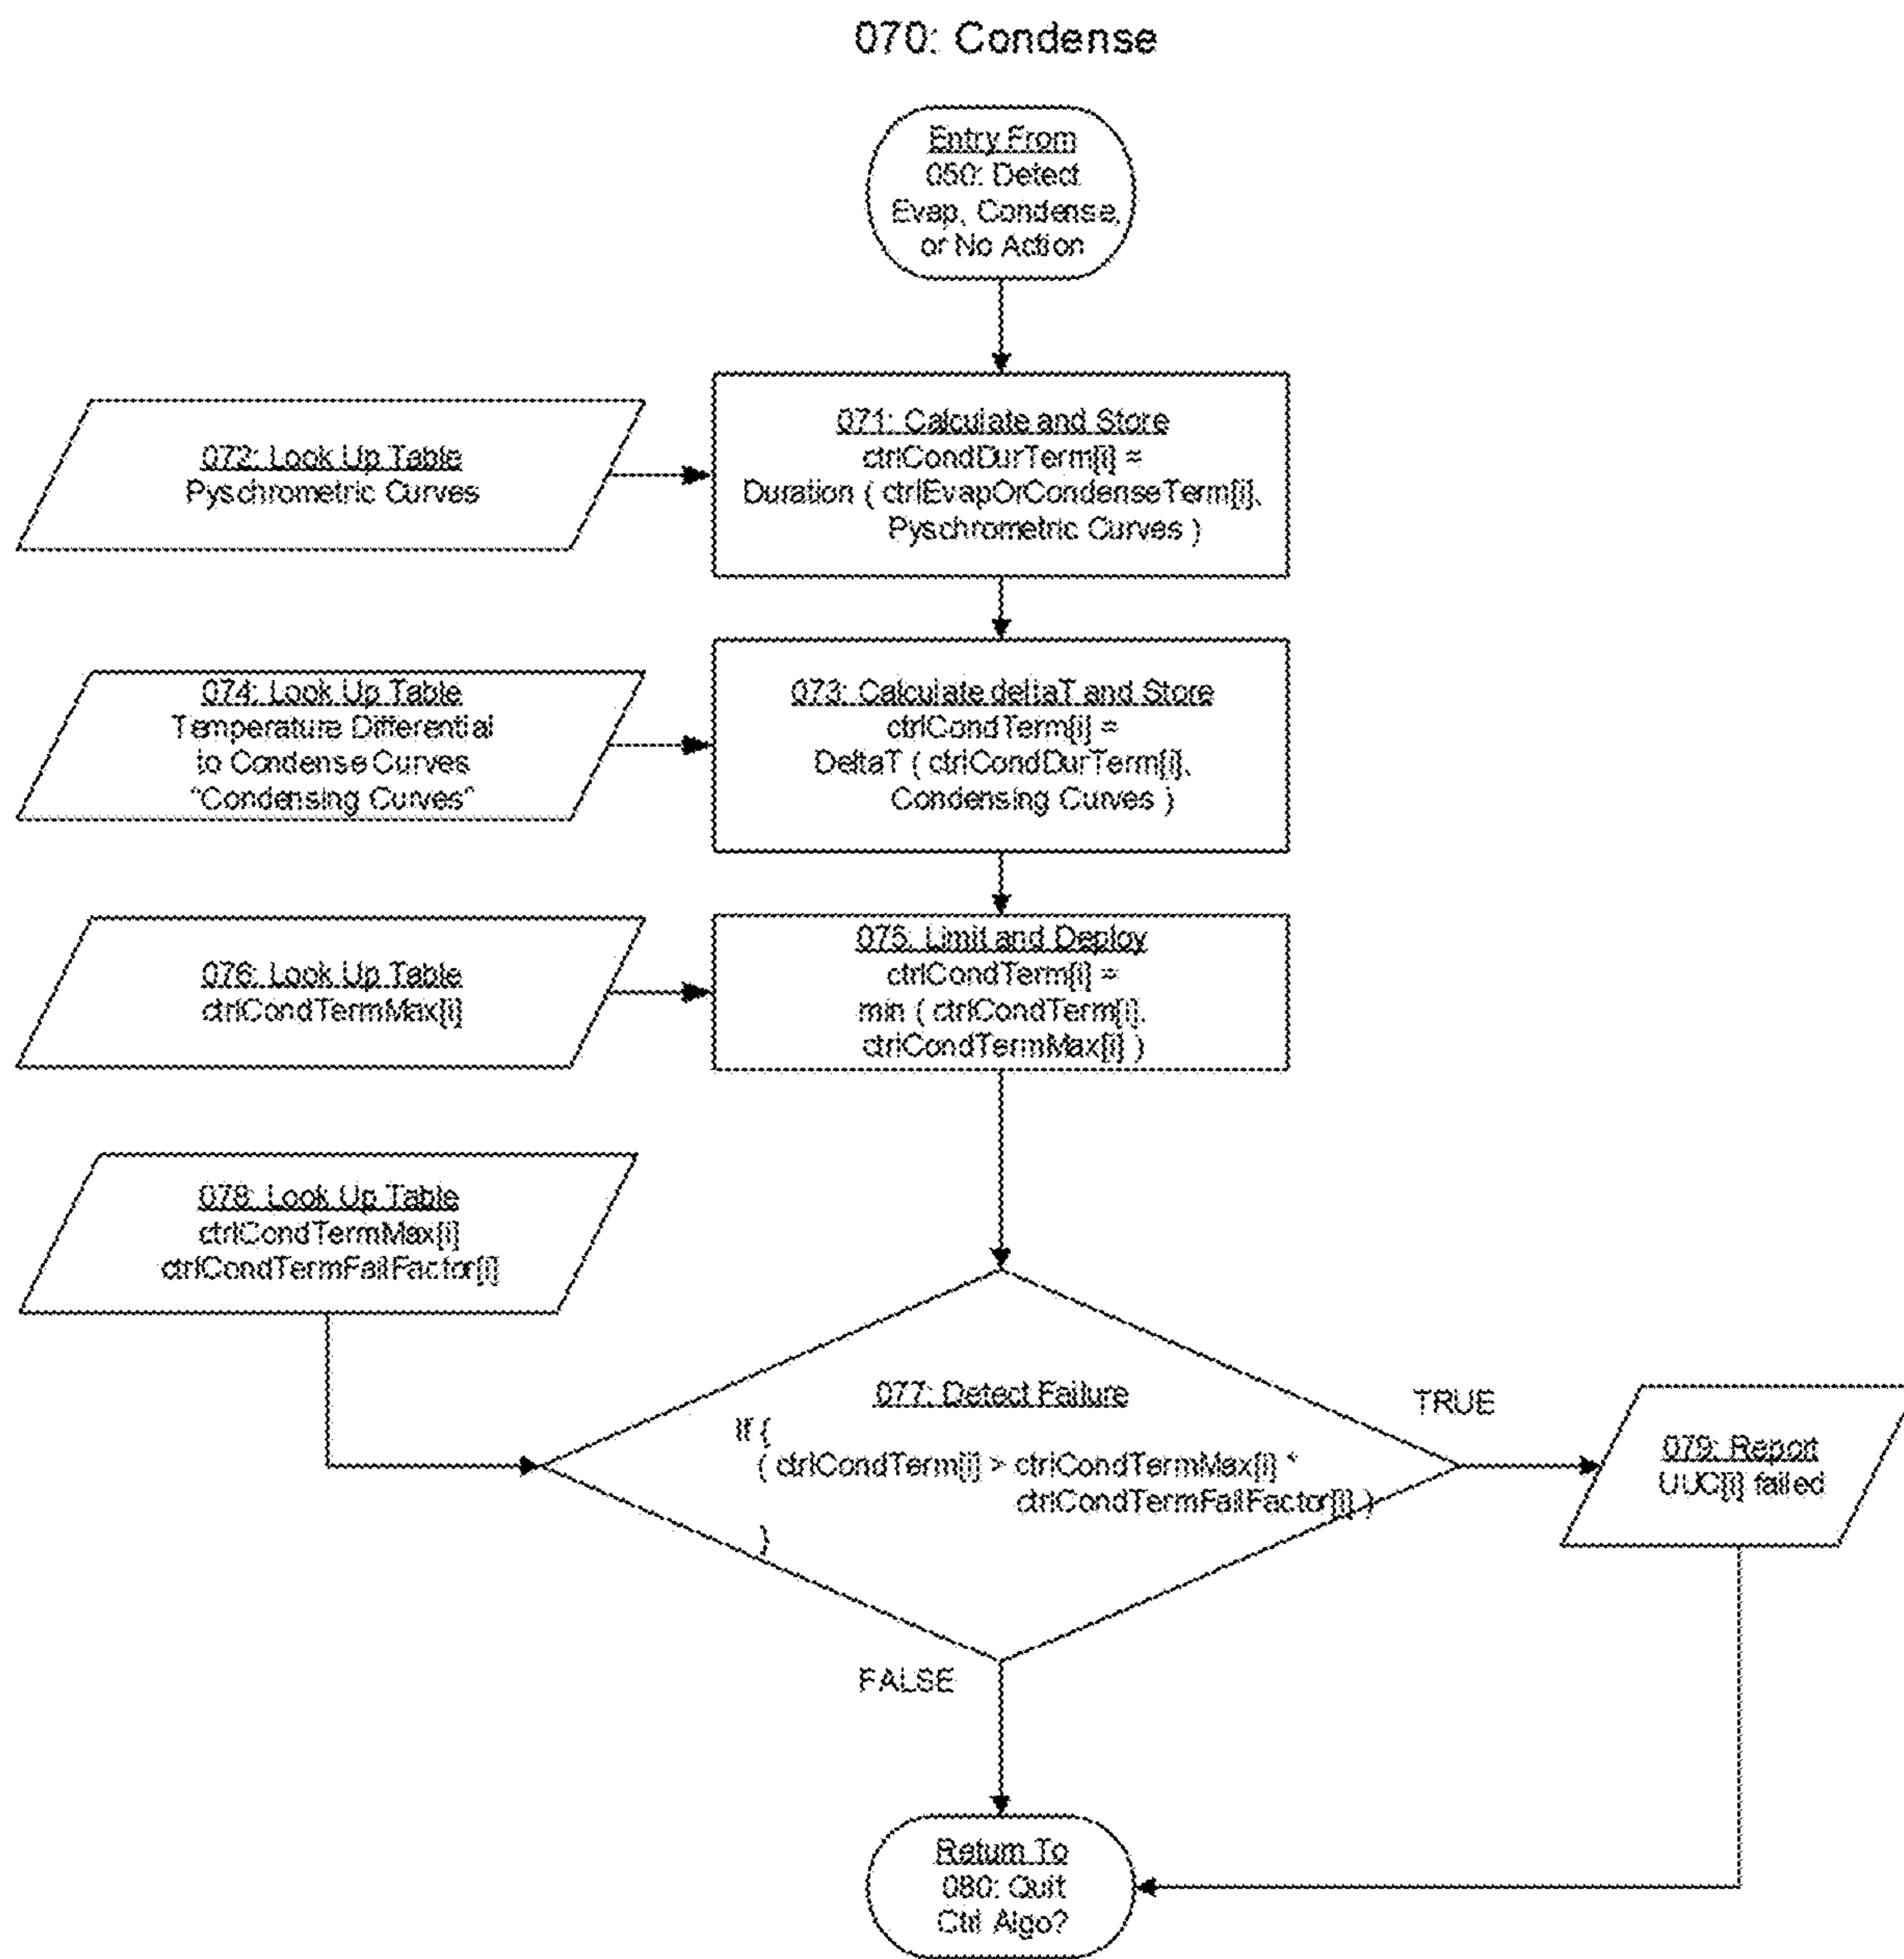 070: Condense
Entry From
050: Detect
Evap, Condense,
or No Action
071: Calculate and Store
ctrlCondDurTerm[i] =
Duration ( ctrlEvapOrCondenseTerm[i],
Pyschrometric Curves )
072: Look Up Table
Pyschrometric Curves
073: Calculate deltaT and Store
ctrlCondTerm[i] =
DeltaT ( ctrlCondDurTerm[i],
Condensing Curves )
074: Look Up Table
Temperature Differential
to Condense Curves
"Condensing Curves"
075: Limit and Deploy
ctrlCondTerm[i] =
min ( ctrlCondTerm[i],
ctrlCondTermMax[i] )
076: Look Up Table
ctrlCondTermMax[i]
078: Look Up Table
ctrlCondTermMax[i]
ctrlCondTermFailFactor[i]
077: Detect Failure
If {
( ctrlCondTerm[i] > ctrlCondTermMax[i] *
ctrlCondTermFailFactor[i] )
}
TRUE
079: Report
UUC[i] failed
FALSE
Return To
080: Quit
Ctrl Algo?